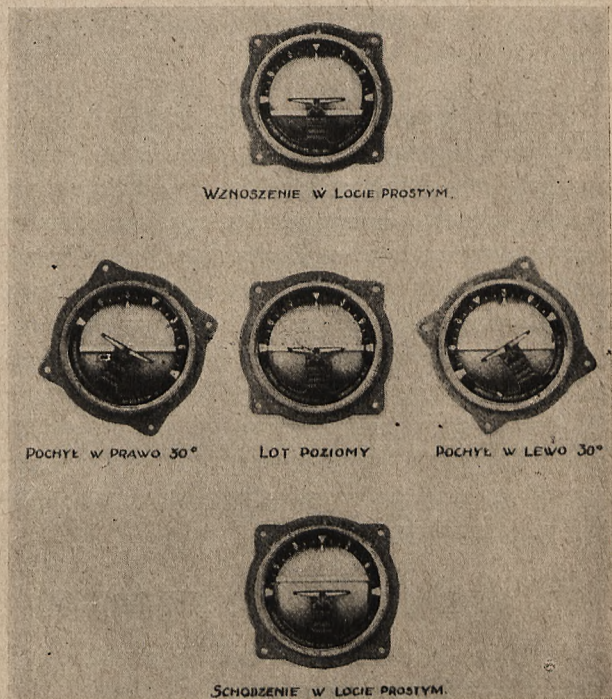 WZNOSZENIE W LOCIE PROSTYM.
POCHYŁ W PRAWO 30°
LOT POZIOMY
POCHYŁ W LEWO 30°
SCHODZENIE W LOCIE PROSTYM.